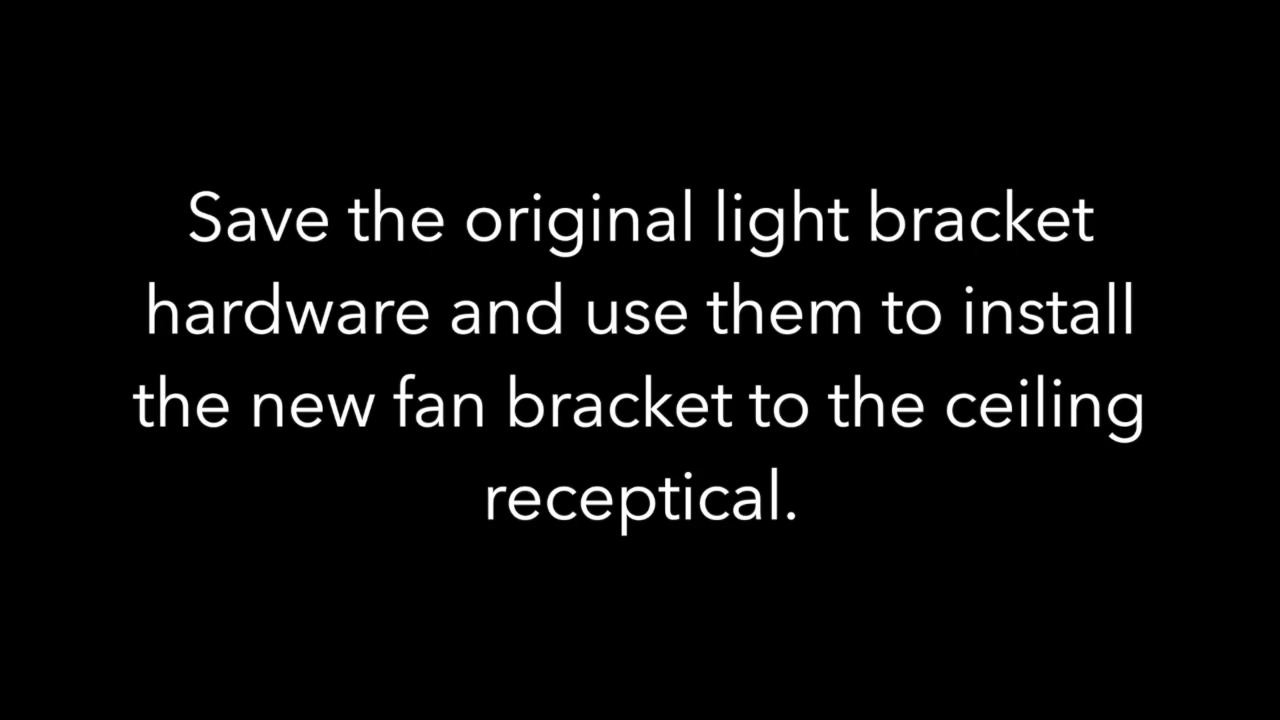 Save the original light bracket
hardware and use them to install
the new fan bracket to the ceiling
receptical.